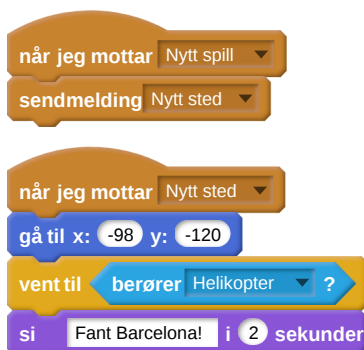 når jeg mottar Nytt spill
sendmelding Nytt sted
når jeg mottar Nytt sted
gå til x: -98 y: -120
vent til berører Helikopter ?
si Fant Barcelona! i 2 sekunder